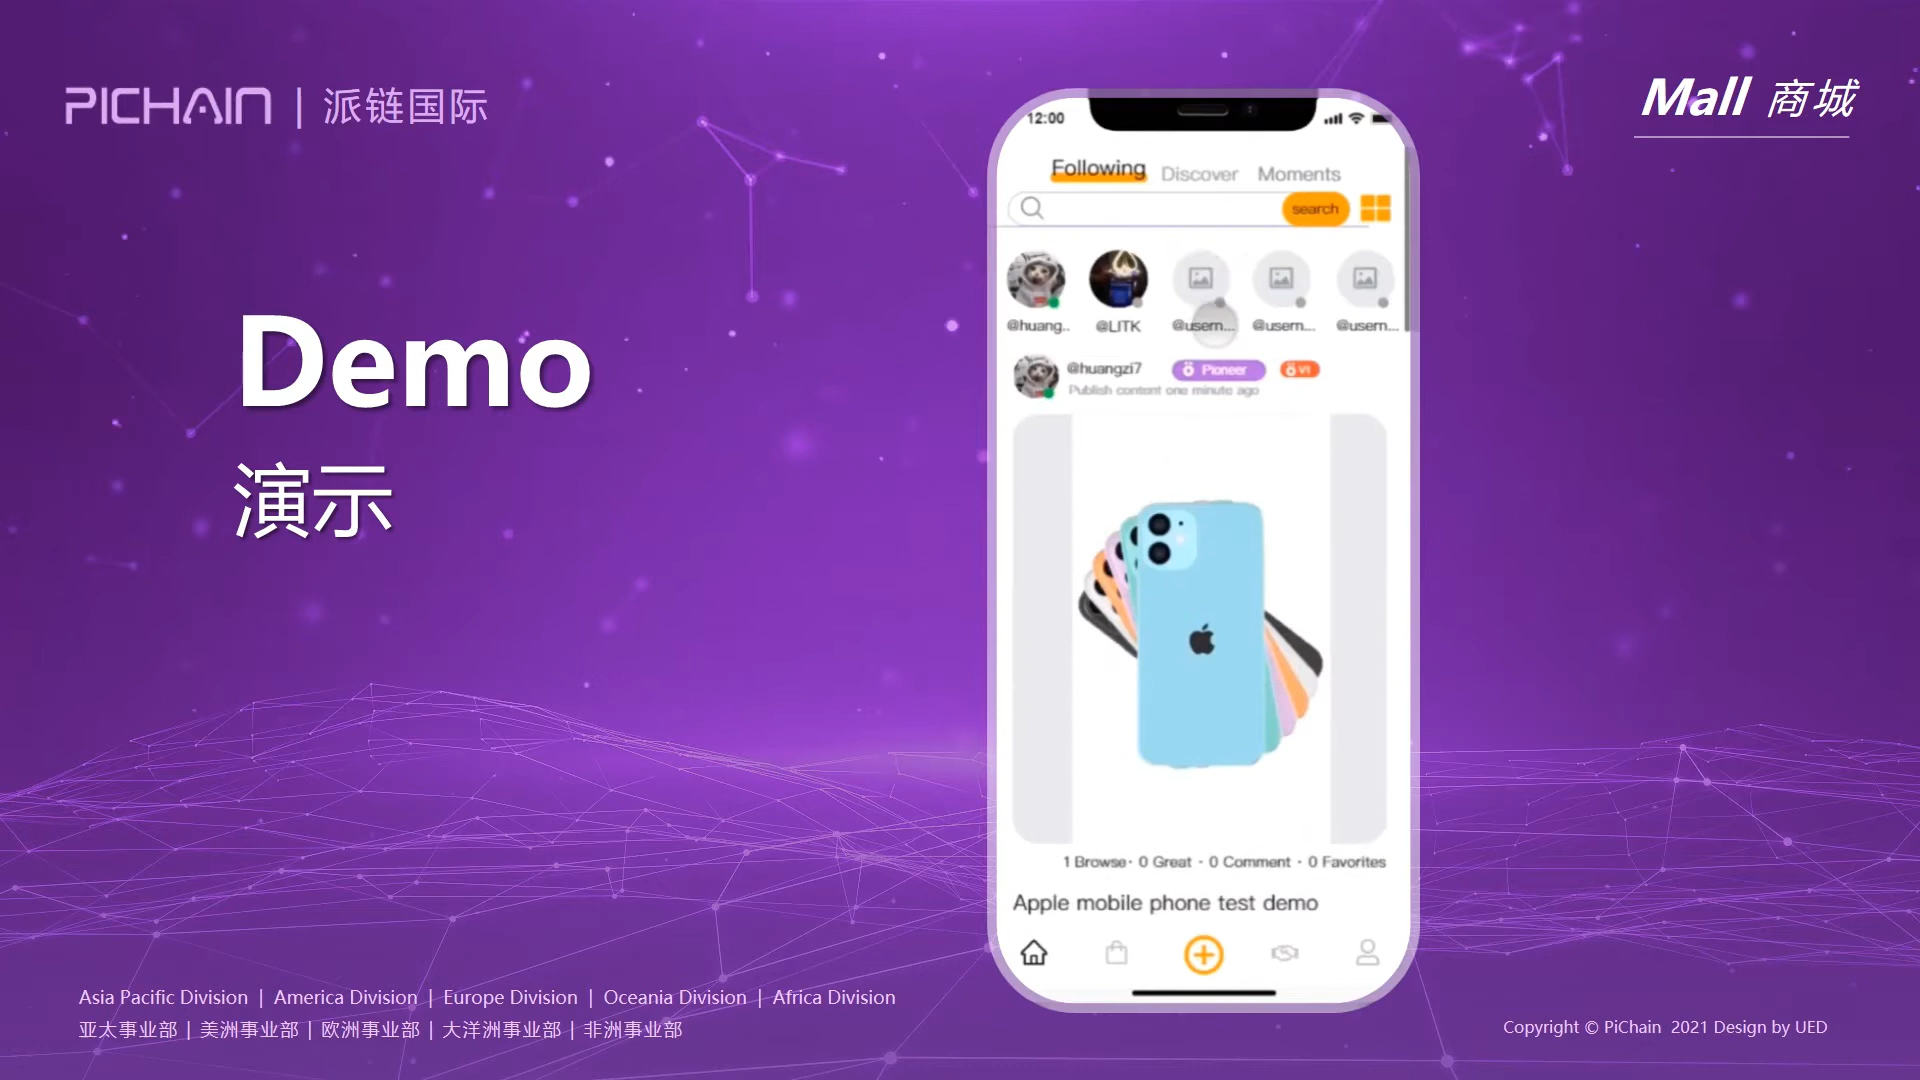 PICHAIN | 派链国际
Mall 商城
Demo
演示
12:00
Following Discover Moments
search
@huang.. @LITK @usern... @usern... @usern...
@huangzi7 Pioneer V1
Publish content one minute ago
1 Browse · 0 Great · 0 Comment · 0 Favorites
Apple mobile phone test demo
Asia Pacific Division | America Division | Europe Division | Oceania Division | Africa Division
亚太事业部 | 美洲事业部 | 欧洲事业部 | 大洋洲事业部 | 非洲事业部
Copyright © PiChain 2021 Design by UED